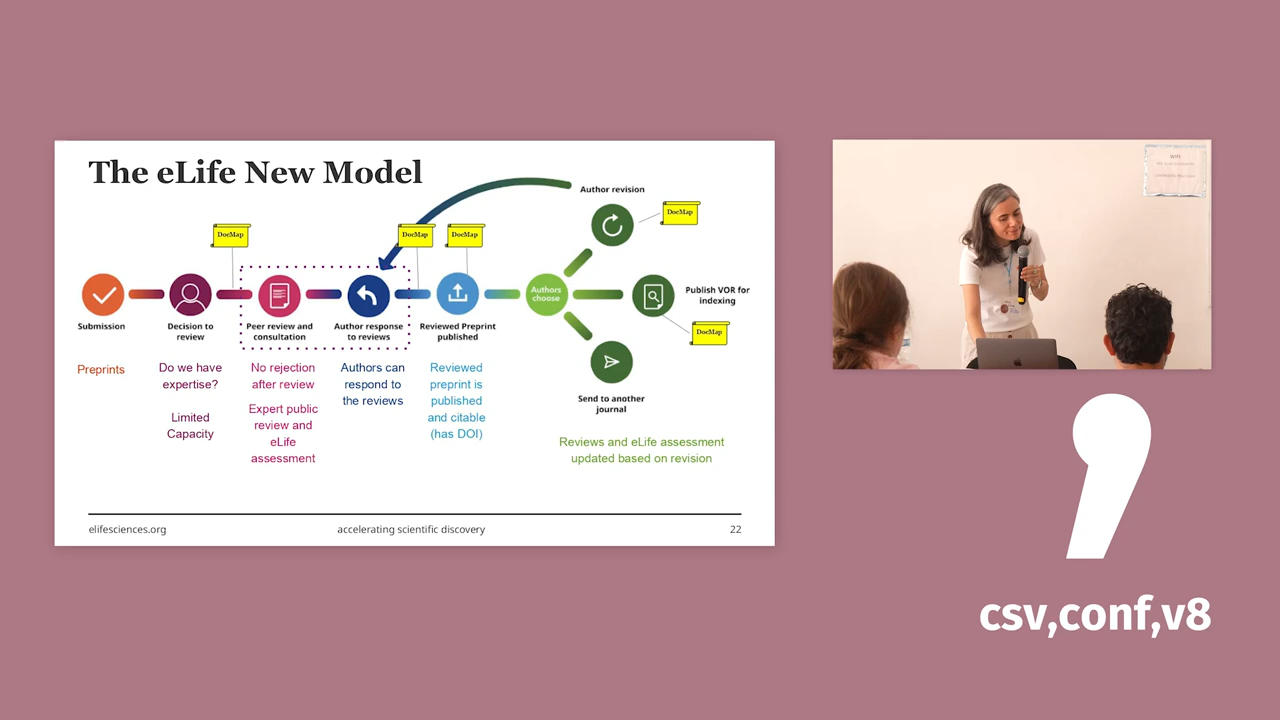 The eLife New Model
Author revision
DocMap
DocMap
DocMap
DocMap
Authors
choose
Publish VOR for
indexing
DocMap
Submission
Decision to
review
Peer review and
consultation
Author response
to reviews
Reviewed Preprint
published
Send to another
journal
Preprints
Do we have
expertise?
Limited
Capacity
No rejection
after review
Expert public
review and
eLife
assessment
Authors can
respond to
the reviews
Reviewed
preprint is
published
and citable
(has DOI)
Reviews and eLife assessment
updated based on revision
elifesciences.org
accelerating scientific discovery
22
WIFI
csv,conf,v8